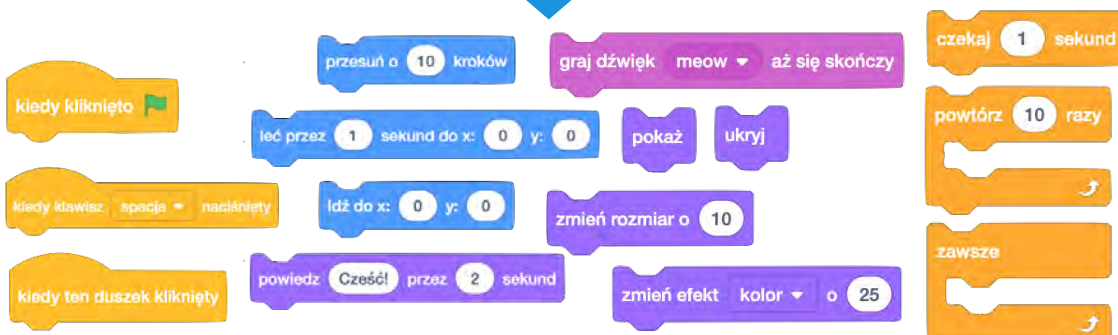 kiedy kliknięto
kiedy klawisz spacja naciśnięty
kiedy ten duszek kliknięty
przesuń o 10 kroków
leć przez 1 sekund do x: 0 y: 0
Idź do x: 0 y: 0
powiedz Cześć! przez 2 sekund
graj dźwięk meow aż się skończy
pokaż
ukryj
zmień rozmiar o 10
zmień efekt kolor o 25
czekaj 1 sekund
powtórz 10 razy
zawsze